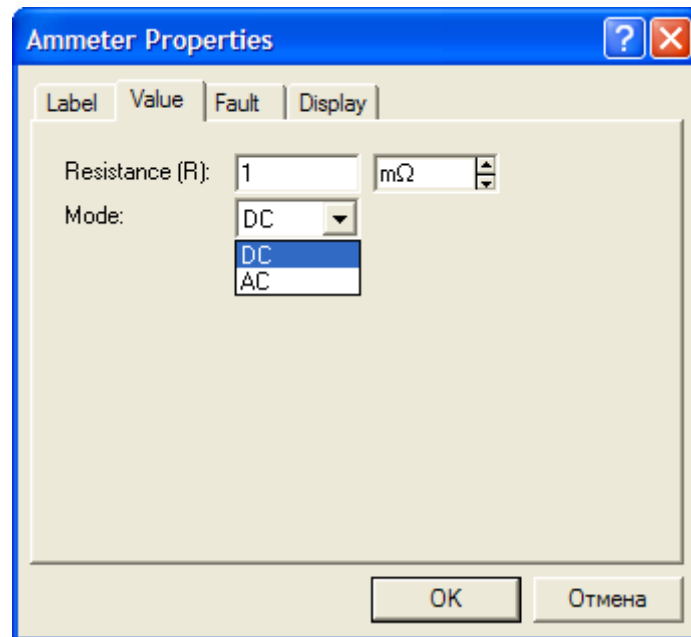 Ammeter Properties
Label Value Fault Display
Resistance (R): 1 mΩ
Mode: DC
DC
AC
OK Отмена